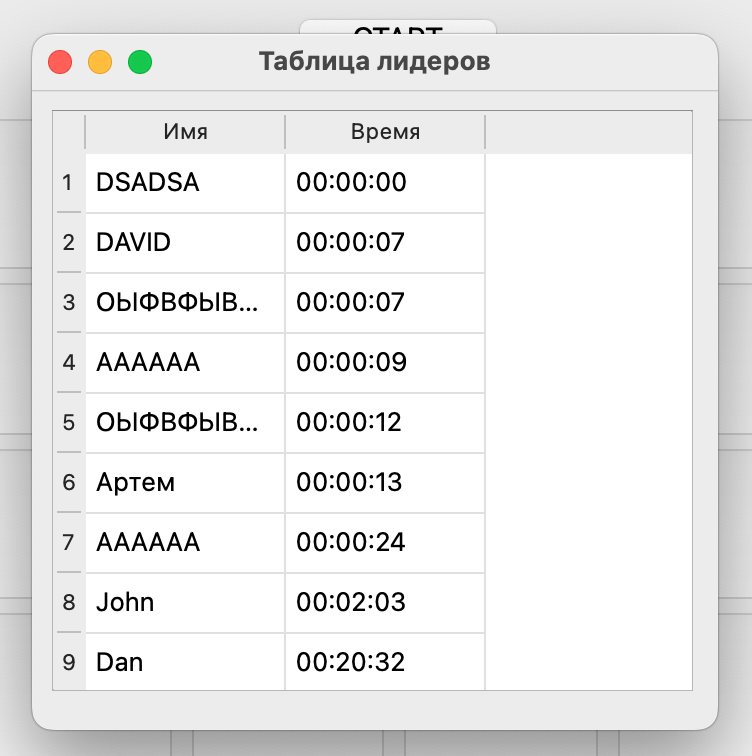 СТАРТ
Таблица лидеров
Имя Время
1 DSADSA 00:00:00
2 DAVID 00:00:07
3 ОЫФВФЫВ... 00:00:07
4 АААААА 00:00:09
5 ОЫФВФЫВ... 00:00:12
6 Артем 00:00:13
7 АААААА 00:00:24
8 John 00:02:03
9 Dan 00:20:32